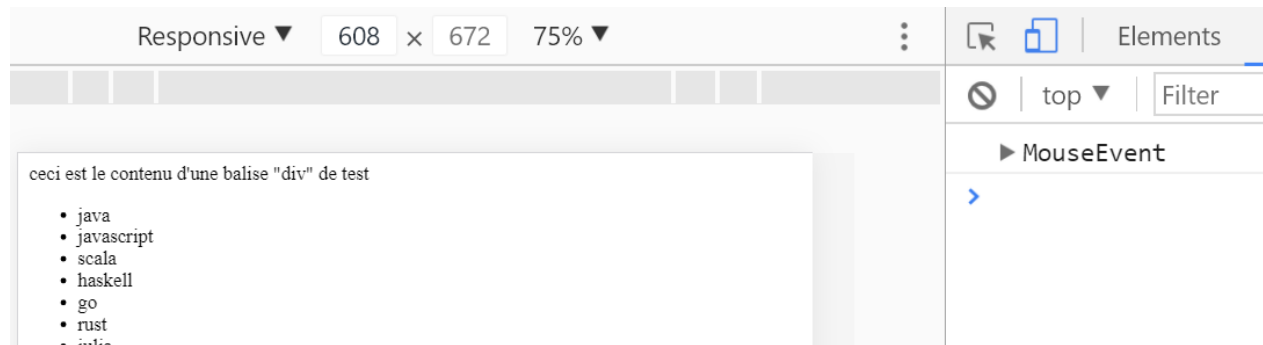 Responsive ▼ 608 × 672 75% ▼ Elements
top ▼ Filter
▶ MouseEvent
ceci est le contenu d'une balise "div" de test
• java
• javascript
• scala
• haskell
• go
• rust